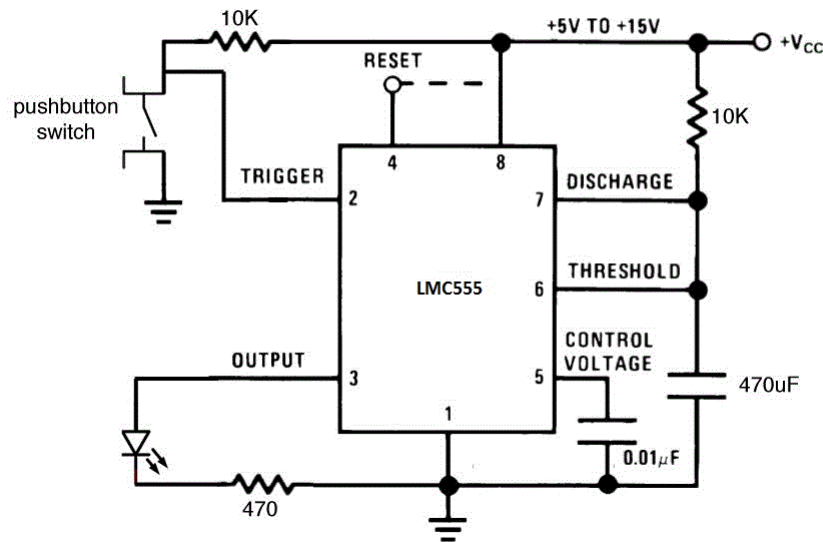 10K
+5V TO +15V
+VCC
RESET
pushbutton
switch
10K
4
8
TRIGGER
2
7
DISCHARGE
LMC555
6
THRESHOLD
OUTPUT
3
5
CONTROL
VOLTAGE
470uF
1
0.01μF
470